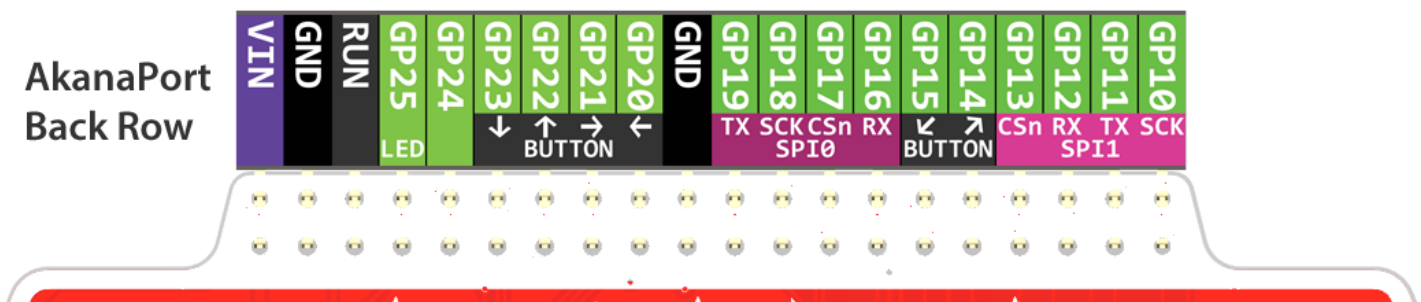 AkanaPort
Back Row
VIN GND RUN GP25 GP24 GP23 GP22 GP21 GP20 GND GP19 GP18 GP17 GP16 GP15 GP14 GP13 GP12 GP11 GP10
↓ ↑ → ← TX SCK CSn RX ↙ ↗ CSn RX TX SCK
LED BUTTON SPI0 BUTTON SPI1